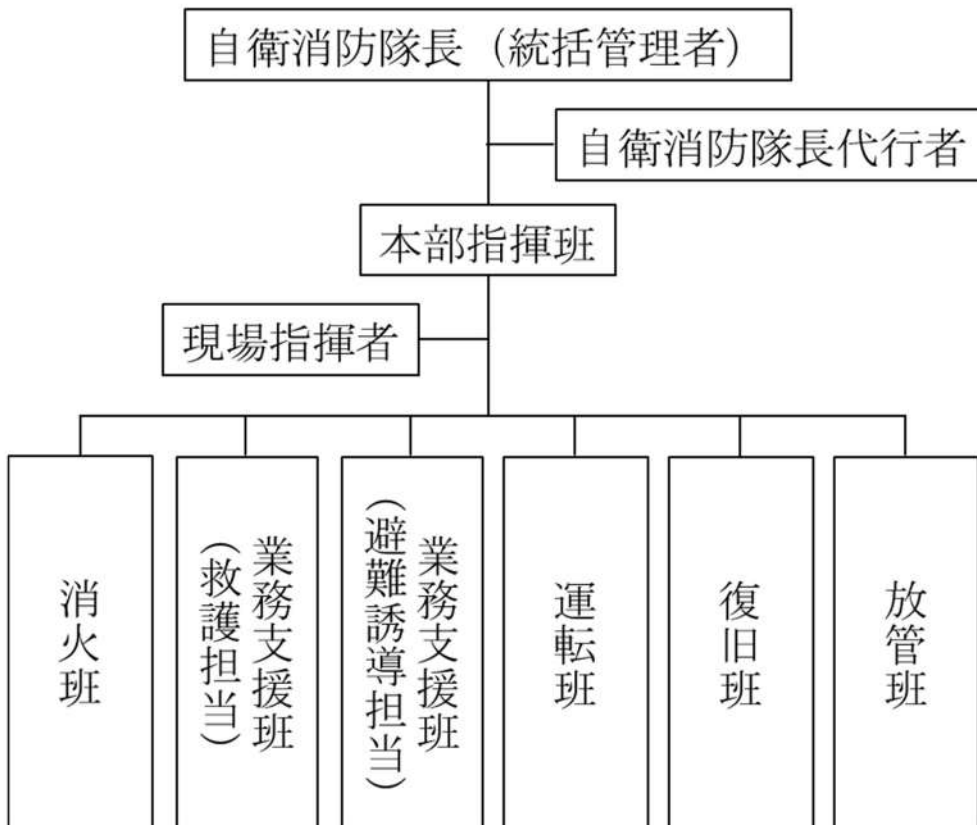 自衛消防隊長（統括管理者）
自衛消防隊長代行者
本部指揮班
現場指揮者
消火班
業務支援班
（救護担当）
業務支援班
（避難誘導担当）
運転班
復旧班
放管班